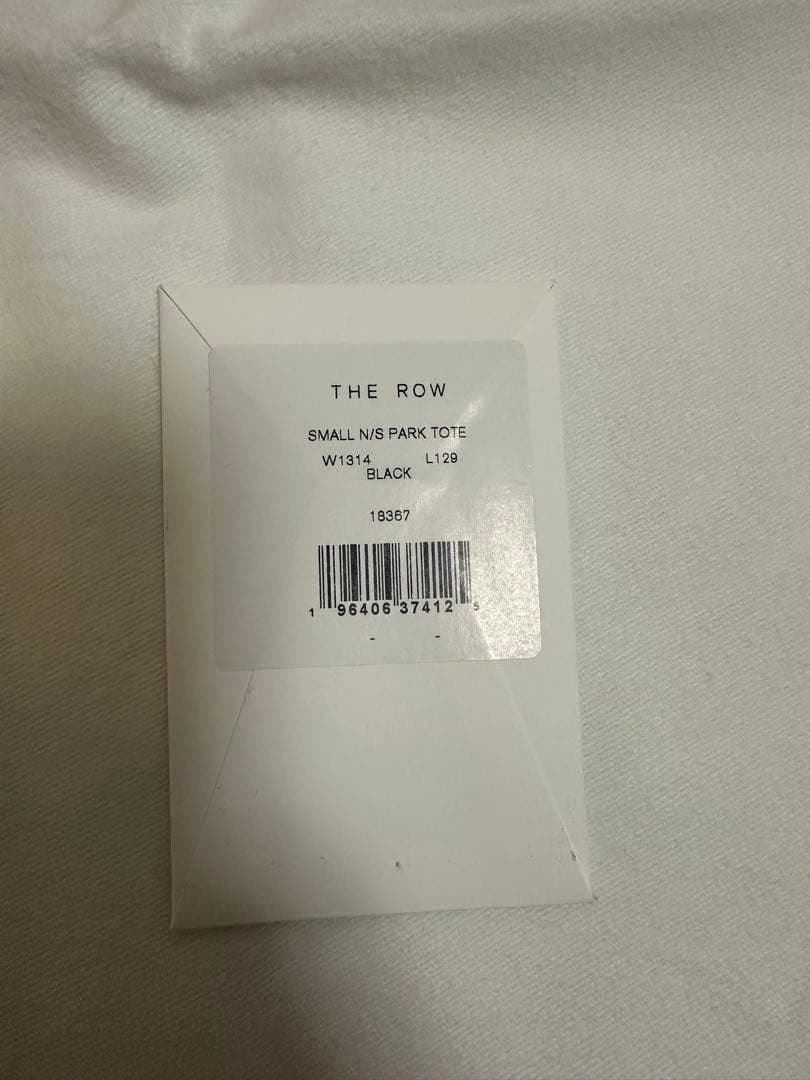 THE ROW
SMALL N/S PARK TOTE
W1314 L129
BLACK
18367
1 96406 37412 5
- -